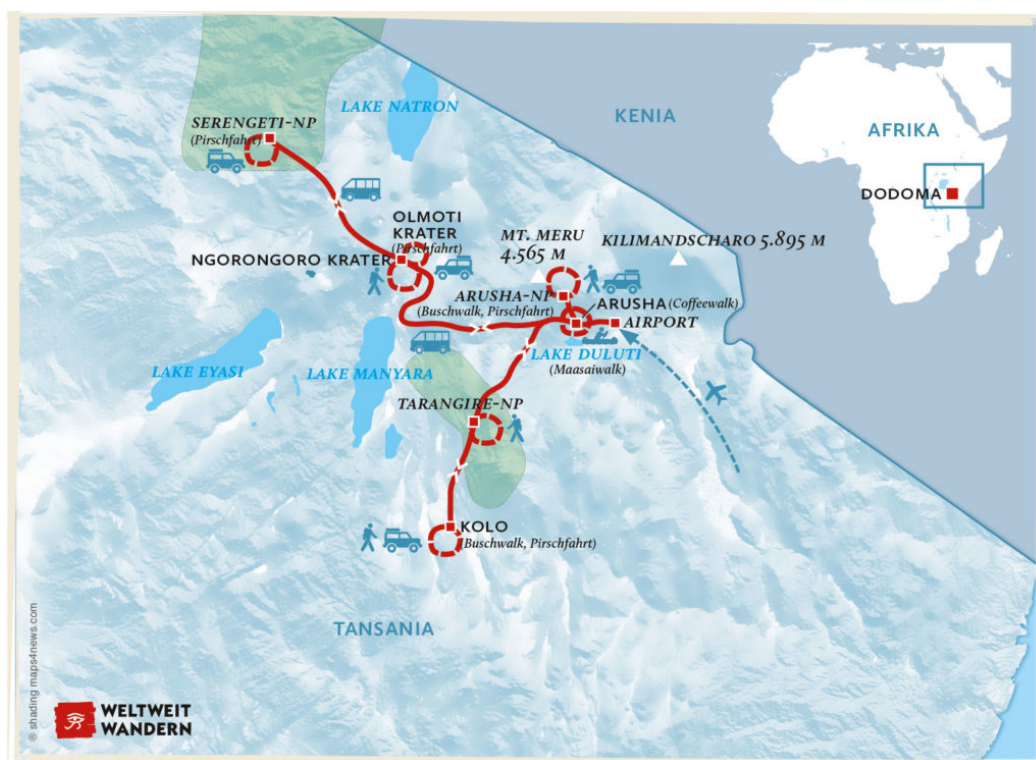 LAKE NATRON
KENIA
AFRIKA
DODOMA
SERENGETI-NP
(Pirschfahrt)
OLMOTI
KRATER
(Pirschfahrt)
NGORONGORO KRATER
MT. MERU
4.565 M
KILIMANDSCHARO 5.895 M
ARUSHA-NP
(Buschwalk, Pirschfahrt)
ARUSHA (Coffeewalk)
AIRPORT
LAKE DULUTI
(Maasaiwalk)
LAKE EYASI
LAKE MANYARA
TARANGIRE-NP
KOLO
(Buschwalk, Pirschfahrt)
TANSANIA
® shading maps4news.com
WELTWEIT
WANDERN